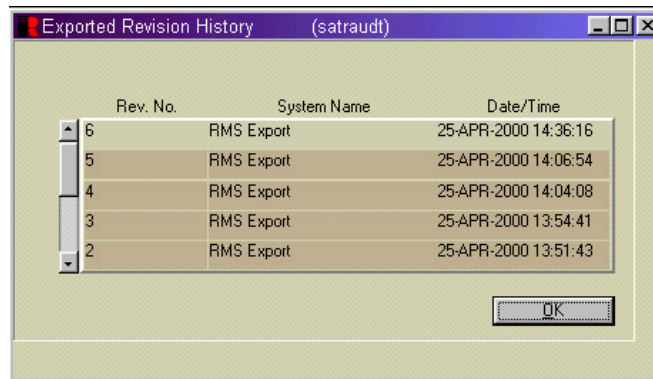 Exported Revision History (satraudt)
Rev. No. System Name Date/Time
6 RMS Export 25-APR-2000 14:36:16
5 RMS Export 25-APR-2000 14:06:54
4 RMS Export 25-APR-2000 14:04:08
3 RMS Export 25-APR-2000 13:54:41
2 RMS Export 25-APR-2000 13:51:43
OK